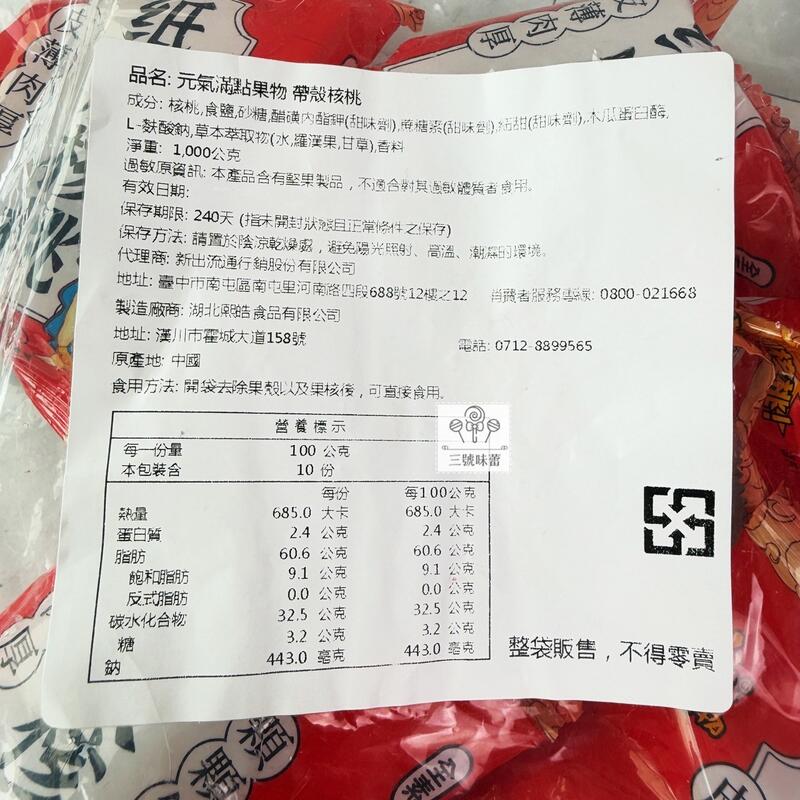 紙
皮薄肉厚
皮薄肉厚
品名: 元氣滿點果物 帶殼核桃
成分: 核桃,食鹽,砂糖,醋磺內酯鉀(甜味劑),蔗糖素(甜味劑),紐甜(甜味劑),木瓜蛋白酶,
L-麩酸鈉,草本萃取物(水,羅漢果,甘草),香料
淨重: 1,000公克
過敏原資訊: 本產品含有堅果製品，不適合對其過敏體質者食用。
有效日期:
保存期限: 240天 (指未開封狀態且正常條件之保存)
保存方法: 請置於陰涼乾燥處，避免陽光照射、高溫、潮濕的環境。
代理商: 新出流通行銷股份有限公司
地址: 臺中市南屯區南屯里河南路四段688號12樓之12 消費者服務專線: 0800-021668
製造廠商: 湖北熙皓食品有限公司
地址: 漢川市霍城大道158號 電話: 0712-8899565
原產地: 中國
食用方法: 開袋去除果殼以及果核後，可直接食用。
營養標示
每一份量 100 公克
本包裝含 10 份
每份 每100公克
熱量 685.0 大卡 685.0 大卡
蛋白質 2.4 公克 2.4 公克
脂肪 60.6 公克 60.6 公克
飽和脂肪 9.1 公克 9.1 公克
反式脂肪 0.0 公克 0.0 公克
碳水化合物 32.5 公克 32.5 公克
糖 3.2 公克 3.2 公克
鈉 443.0 毫克 443.0 毫克
三號味蕾
整袋販售，不得零賣
全素